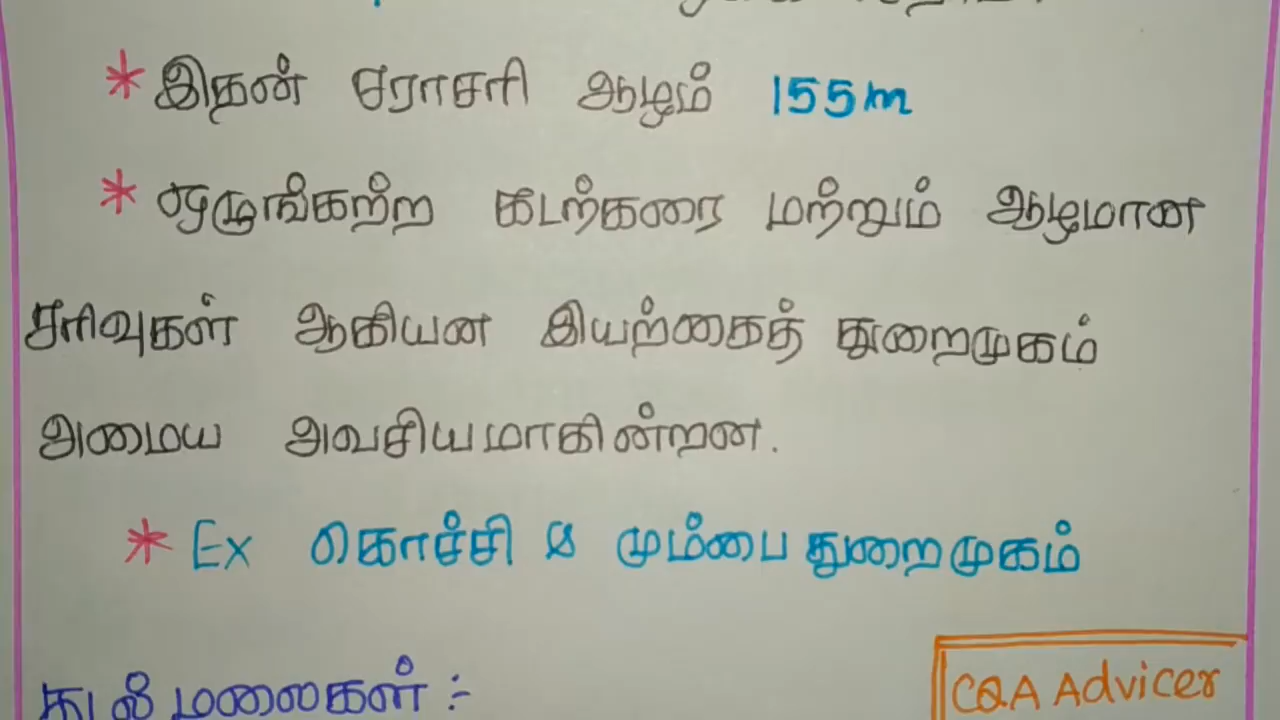 * இதன் சராசரி ஆழம் 155m
* ஒழுங்கற்ற கடற்கரை மற்றும் ஆழமான
சரிவுகள் ஆகியன இயற்கைத் துறைமுகம்
அமைய அவசியமாகின்றன.
* Ex கொச்சி & மும்பை துறைமுகம்
மலைகள் :-
CQA Advicer